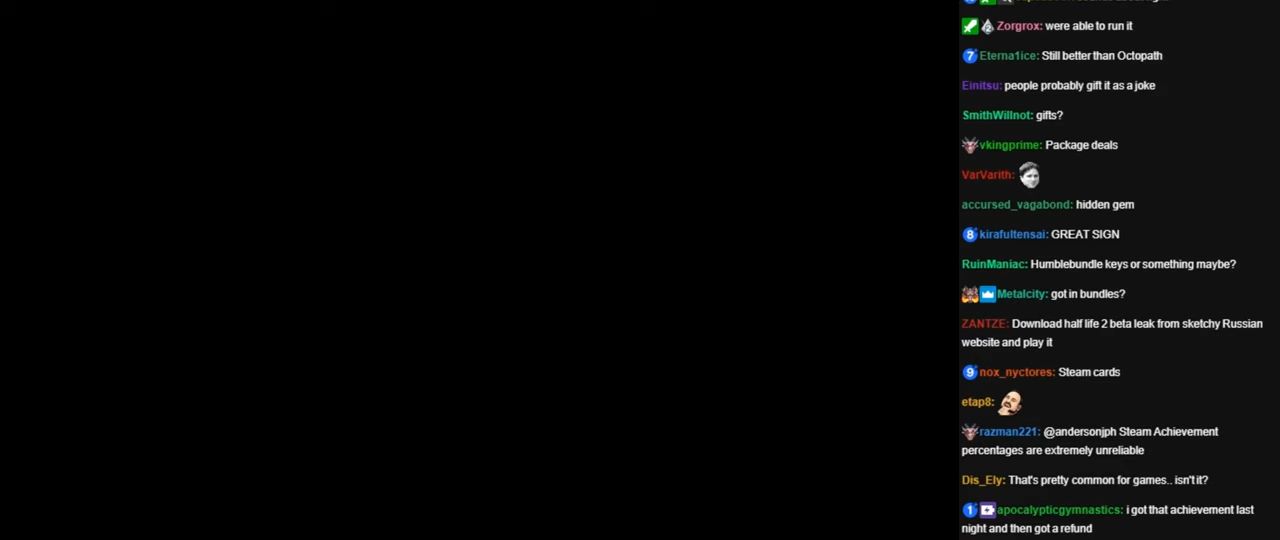 Zorgrox: were able to run it
7 Eterna1ice: Still better than Octopath
Einitsu: people probably gift it as a joke
SmithWillnot: gifts?
vkingprime: Package deals
VarVarith:
accursed_vagabond: hidden gem
8 kirafultensai: GREAT SIGN
RuinManiac: Humblebundle keys or something maybe?
Metalcity: got in bundles?
ZANTZE: Download half life 2 beta leak from sketchy Russian
website and play it
9 nox_nyctores: Steam cards
etap8:
razman221: @andersonjph Steam Achievement
percentages are extremely unreliable
Dis_Ely: That's pretty common for games.. isn't it?
1 apocalypticgymnastics: i got that achievement last
night and then got a refund